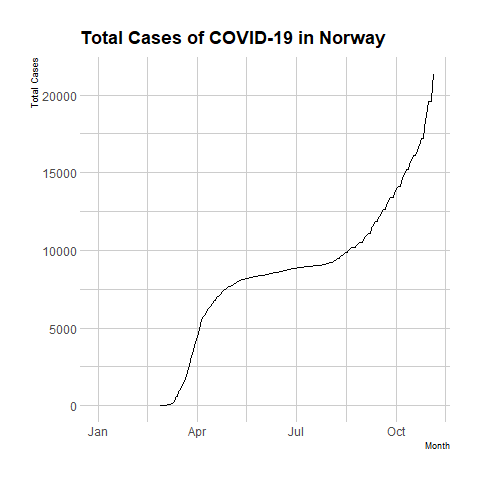 Total Cases of COVID-19 in Norway
Total Cases
20000
15000
10000
5000
0
Jan Apr Jul Oct
Month